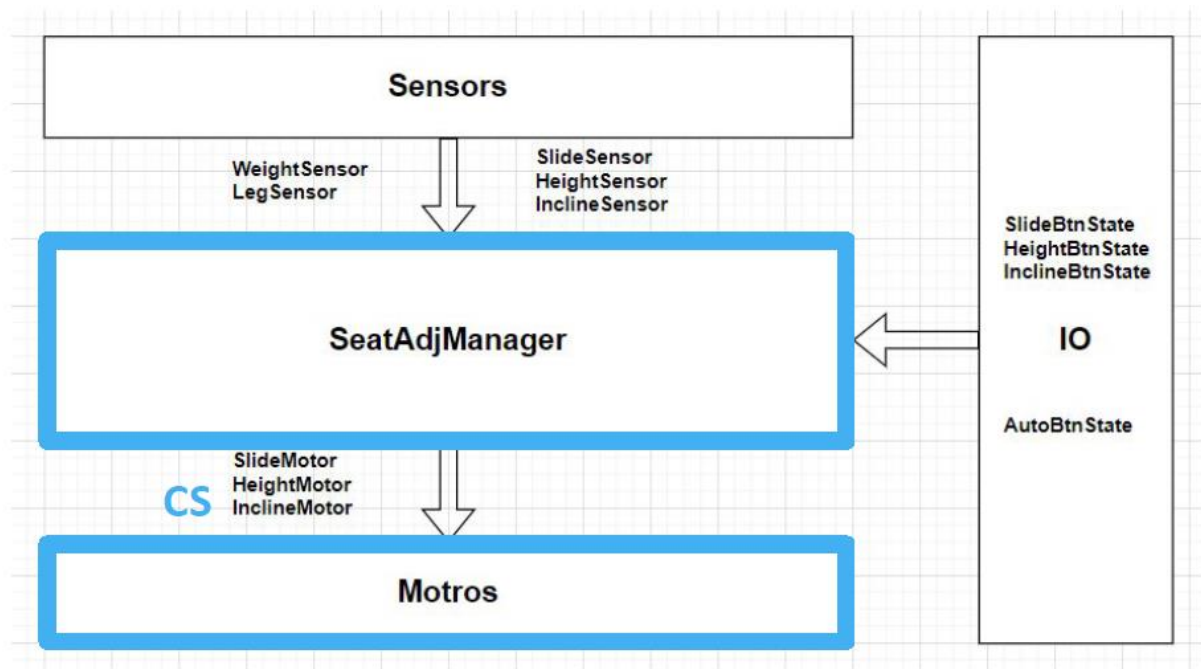 Sensors
WeightSensor
LegSensor
SlideSensor
HeightSensor
InclineSensor
SlideBtnState
HeightBtnState
InclineBtnState
SeatAdjManager
IO
AutoBtnState
SlideMotor
HeightMotor
InclineMotor
CS
Motros